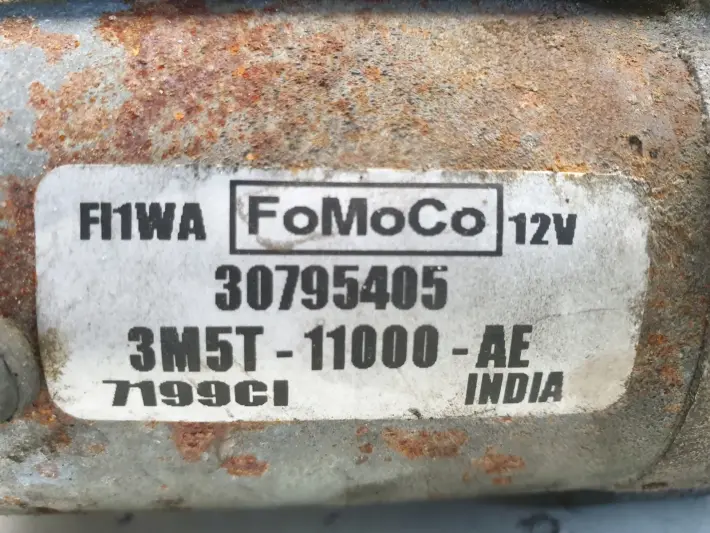 FI1WA FoMoCo 12V
30795405
3M5T - 11000 - AE
7199CI INDIA